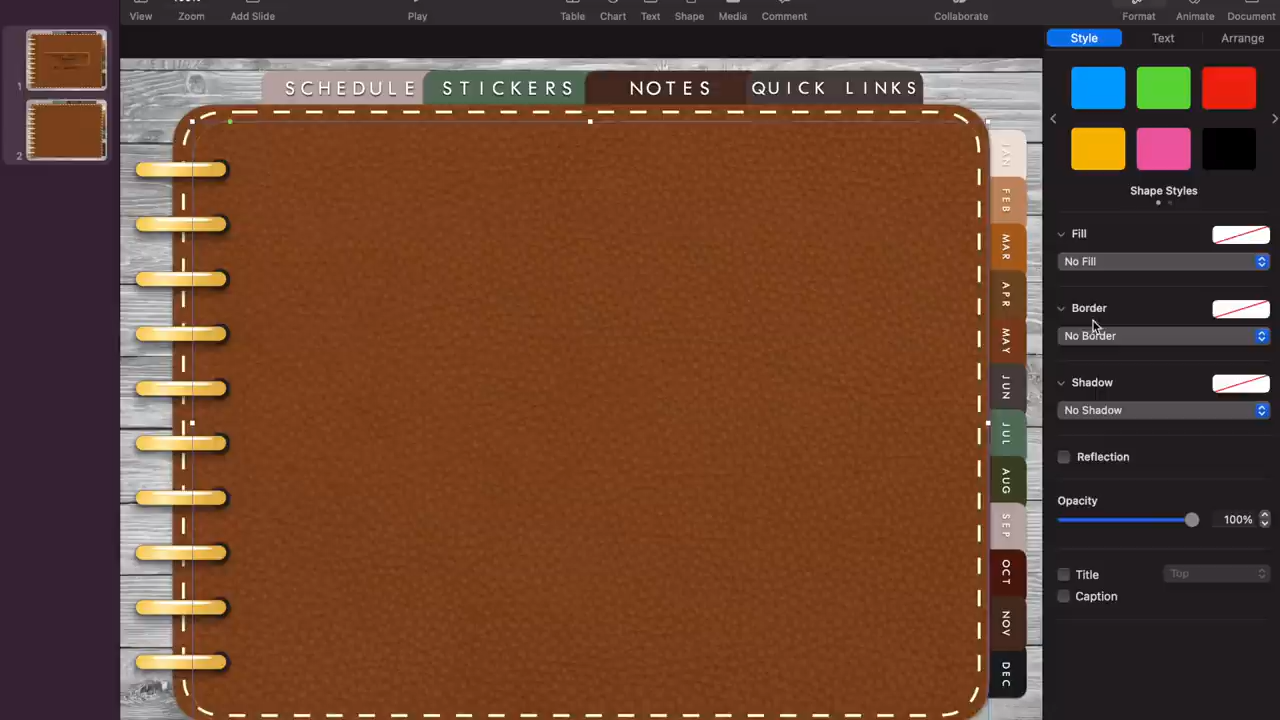 View
Zoom
Add Slide
Play
Table
Chart
Text
Shape
Media
Comment
Collaborate
Format
Animate
Document
Style
Text
Arrange
1
2
SCHEDULE
STICKERS
NOTES
QUICK LINKS
JAN
FEB
MAR
APR
MAY
JUN
JUL
AUG
SEP
OCT
NOV
DEC
Shape Styles
Fill
No Fill
Border
No Border
Shadow
No Shadow
Reflection
Opacity
100%
Title
Top
Caption